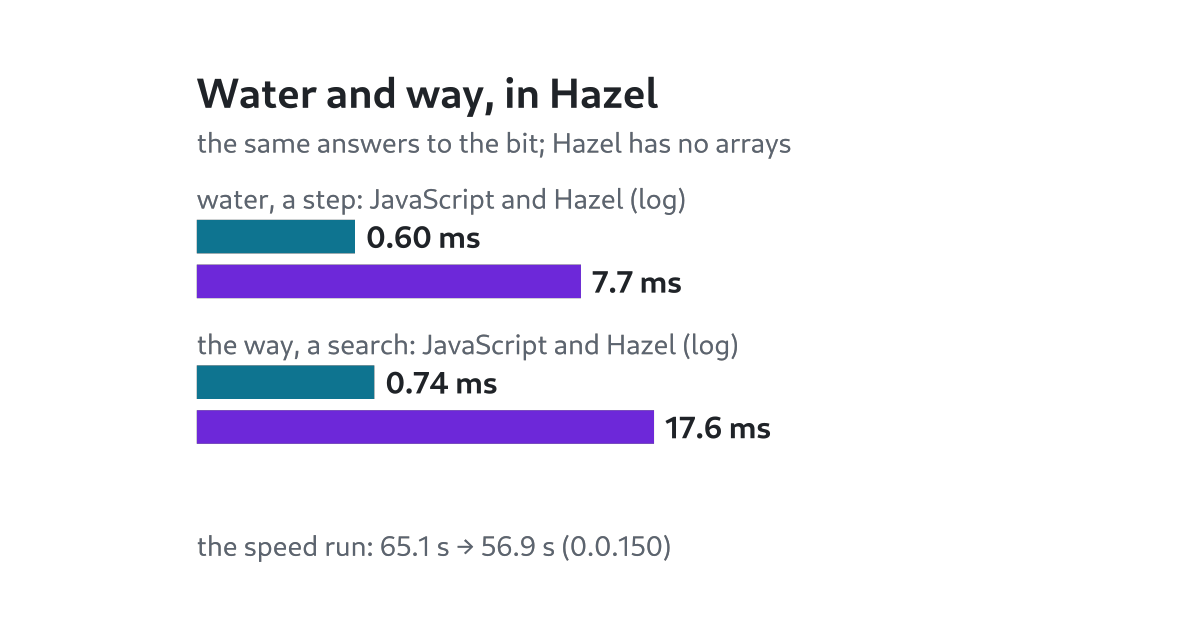 Water and way, in Hazel
the same answers to the bit; Hazel has no arrays
water, a step: JavaScript and Hazel (log)
0.60 ms
7.7 ms
the way, a search: JavaScript and Hazel (log)
0.74 ms
17.6 ms
the speed run: 65.1 s → 56.9 s (0.0.150)